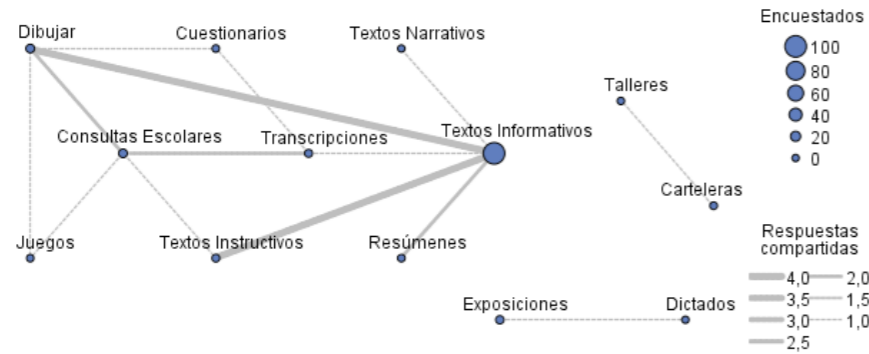 Dibujar
Cuestionarios
Textos Narrativos
Consultas Escolares
Transcripciones
Textos Informativos
Juegos
Textos Instructivos
Resúmenes
Talleres
Carteleras
Exposiciones
Dictados
Encuestados
100
80
60
40
20
0
Respuestas
compartidas
4,0 2,0
3,5 1,5
3,0 1,0
2,5